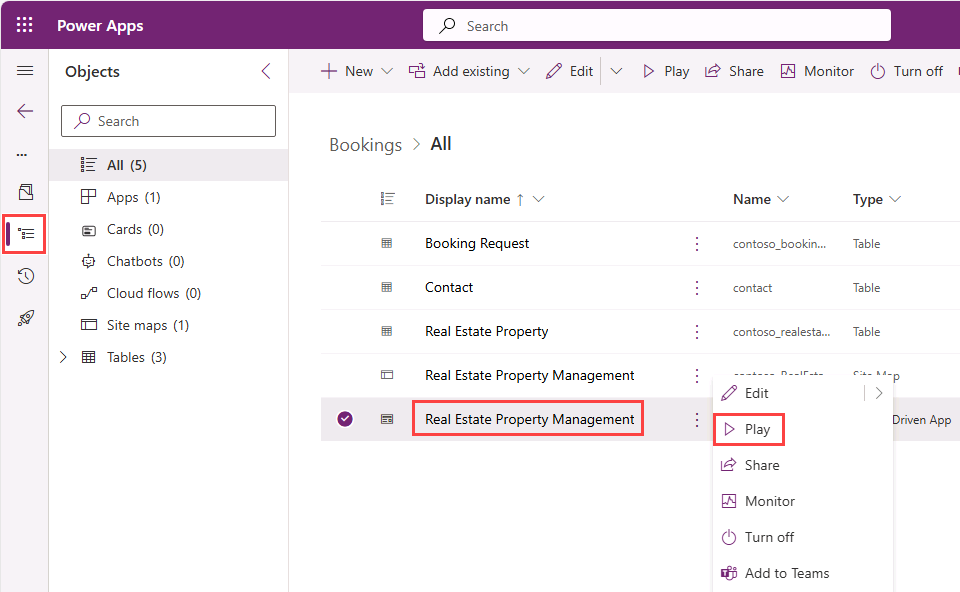 Power Apps
Search
Objects
New
Add existing
Edit
Play
Share
Monitor
Turn off
Search
...
All (5)
Apps (1)
Cards (0)
Chatbots (0)
Cloud flows (0)
Site maps (1)
Tables (3)
Bookings > All
Display name ↑ Name Type
Booking Request contoso_bookin... Table
Contact contact Table
Real Estate Property contoso_realesta... Table
Real Estate Property Management contoso_RealEsta... Site Map
Real Estate Property Management Driven App
Edit
Play
Share
Monitor
Turn off
Add to Teams